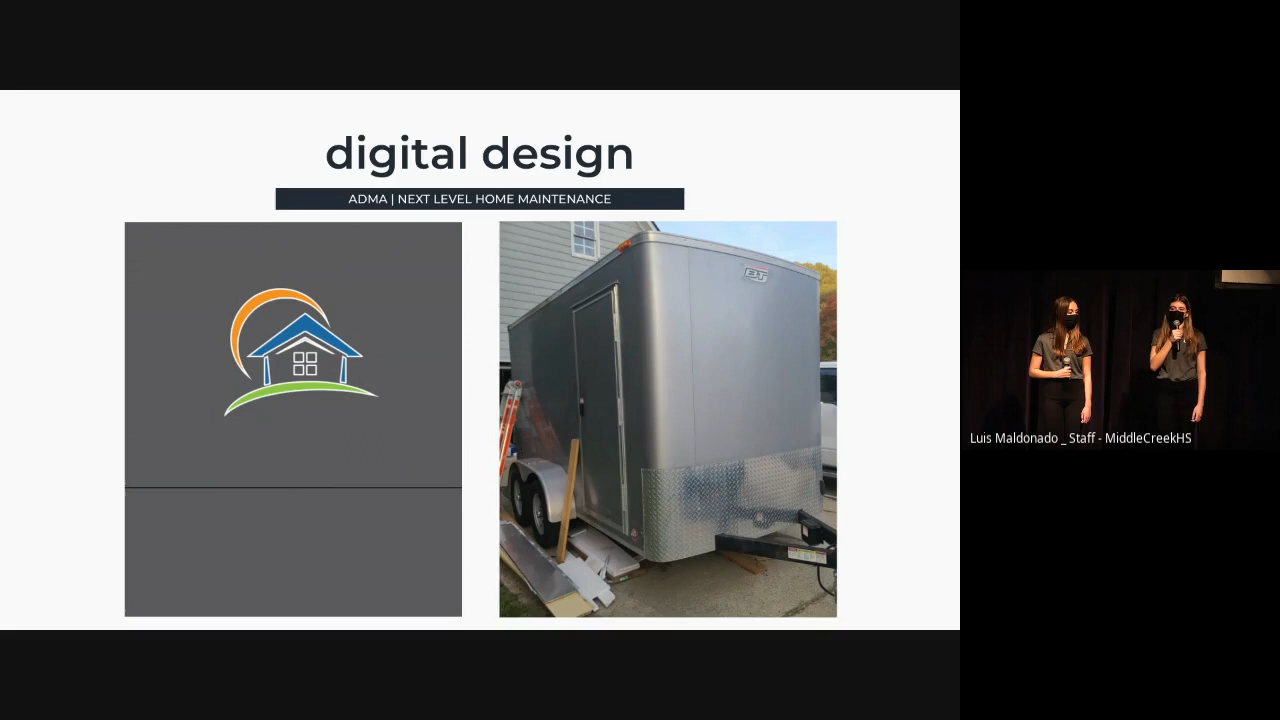 digital design
ADMA | NEXT LEVEL HOME MAINTENANCE
Luis Maldonado _ Staff - MiddleCreekHS